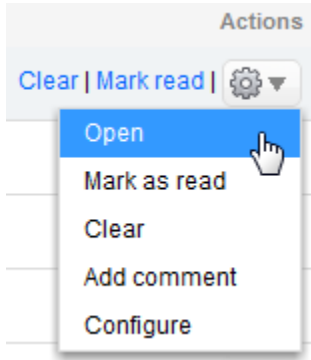 Actions
Clear | Mark read |
Open
Mark as read
Clear
Add comment
Configure